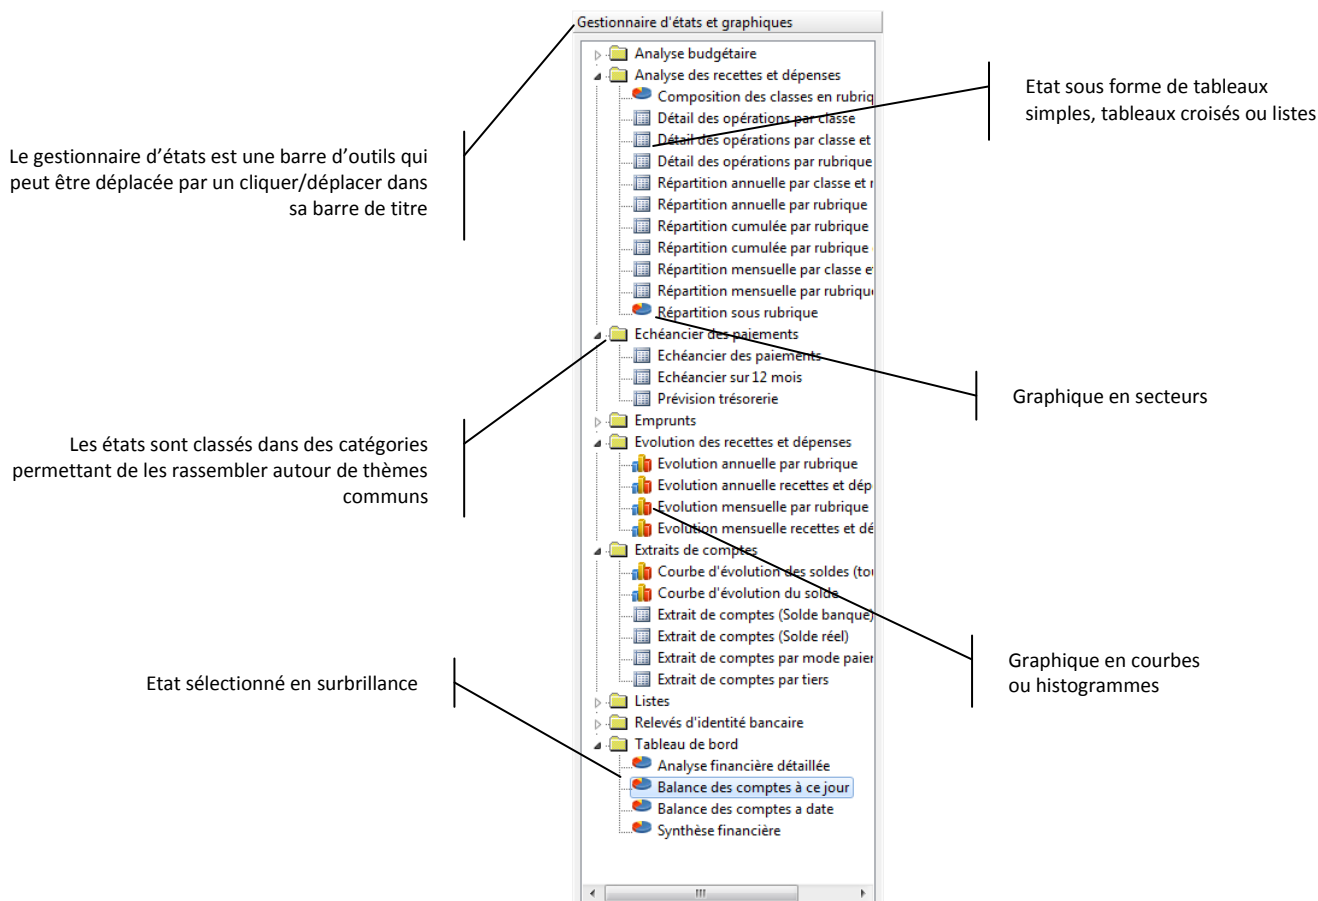 Gestionnaire d'états et graphiques
Analyse budgétaire
Analyse des recettes et dépenses
Composition des classes en rubriq
Détail des opérations par classe
Détail des opérations par classe et
Détail des opérations par rubrique
Répartition annuelle par classe et r
Répartition annuelle par rubrique
Répartition cumulée par rubrique
Répartition cumulée par rubrique
Répartition mensuelle par classe et
Répartition mensuelle par rubrique
Répartition sous rubrique
Echéancier des paiements
Echéancier des paiements
Echéancier sur 12 mois
Prévision trésorerie
Emprunts
Evolution des recettes et dépenses
Evolution annuelle par rubrique
Evolution annuelle recettes et dép
Evolution mensuelle par rubrique
Evolution mensuelle recettes et dé
Extraits de comptes
Courbe d'évolution des soldes (tou
Courbe d'évolution du solde
Extrait de comptes (Solde banque)
Extrait de comptes (Solde réel)
Extrait de comptes par mode paier
Extrait de comptes par tiers
Listes
Relevés d'identité bancaire
Tableau de bord
Analyse financière détaillée
Balance des comptes à ce jour
Balance des comptes a date
Synthèse financière
Le gestionnaire d'états est une barre d'outils qui
peut être déplacée par un cliquer/déplacer dans
sa barre de titre
Les états sont classés dans des catégories
permettant de les rassembler autour de thèmes
communs
Etat sélectionné en surbrillance
Etat sous forme de tableaux
simples, tableaux croisés ou listes
Graphique en secteurs
Graphique en courbes
ou histogrammes